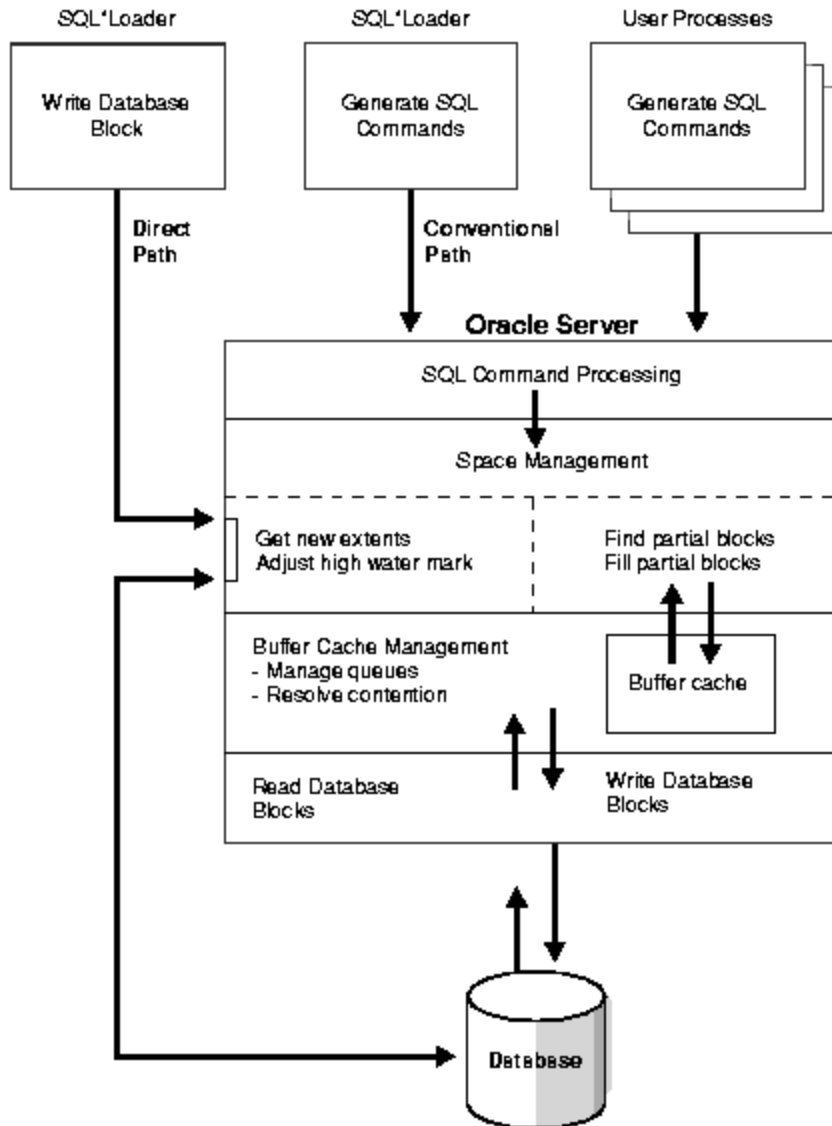 SQL*Loader
SQL*Loader
User Processes
Write Database
Block
Generate SQL
Commands
Generate SQL
Commands
Direct
Path
Conventional
Path
Oracle Server
SQL Command Processing
Space Management
Get new extents
Adjust high water mark
Find partial blocks
Fill partial blocks
Buffer Cache Management
- Manage queues
- Resolve contention
Buffer cache
Read Database
Blocks
Write Database
Blocks
Database